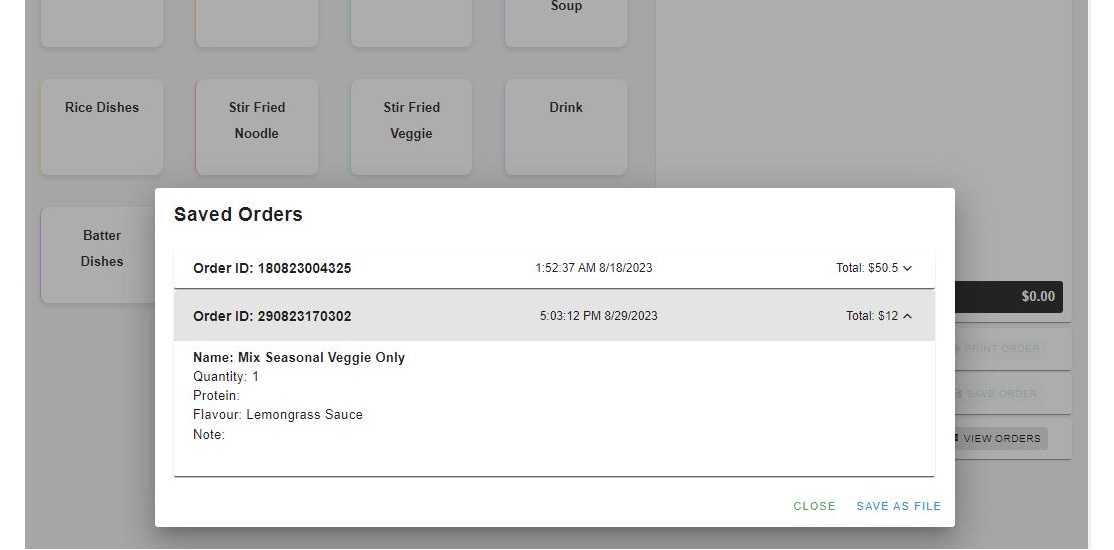 Soup
Rice Dishes
Stir Fried
Noodle
Stir Fried
Veggie
Drink
Batter
Dishes
$0.00
PRINT ORDER
SAVE ORDER
VIEW ORDERS
Saved Orders
Order ID: 180823004325 1:52:37 AM 8/18/2023 Total: $50.5
Order ID: 290823170302 5:03:12 PM 8/29/2023 Total: $12
Name: Mix Seasonal Veggie Only
Quantity: 1
Protein:
Flavour: Lemongrass Sauce
Note:
CLOSE SAVE AS FILE